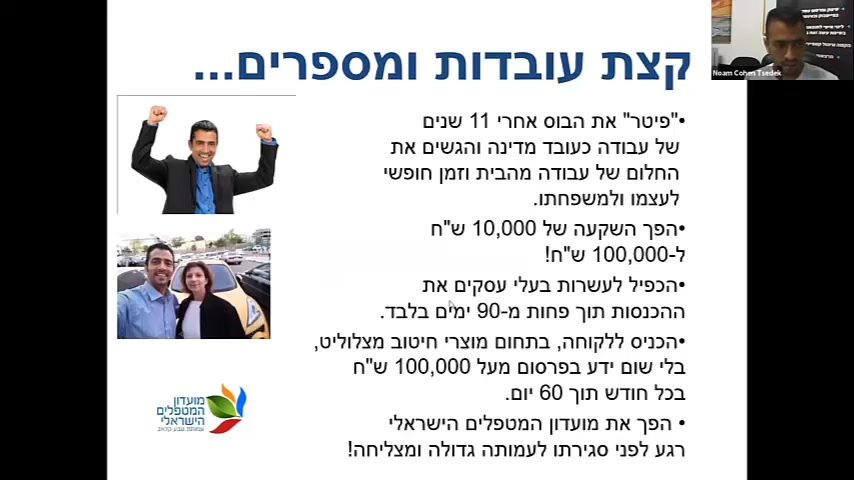 קצת עובדות ומספרים...
•"פיטר" את הבוס אחרי 11 שנים
של עבודה כעובד מדינה והגשים את
החלום של עבודה מהבית וזמן חופשי
לעצמו ולמשפחתו.
•הפך השקעה של 10,000 ש"ח
ל-100,000 ש"ח!
•הכפיל לעשרות בעלי עסקים את
ההכנסות תוך פחות מ-90 ימים בלבד.
•הכניס ללקוחה, בתחום מוצרי חיטוב מצלוליט,
בלי שום ידע בפרסום מעל 100,000 ש"ח
בכל חודש תוך 60 יום.
• הפך את מועדון המטפלים הישראלי
רגע לפני סגירתו לעמותה גדולה ומצליחה!
מועדון
המטפלים
הישראלי
Noam Cohen Tsedek